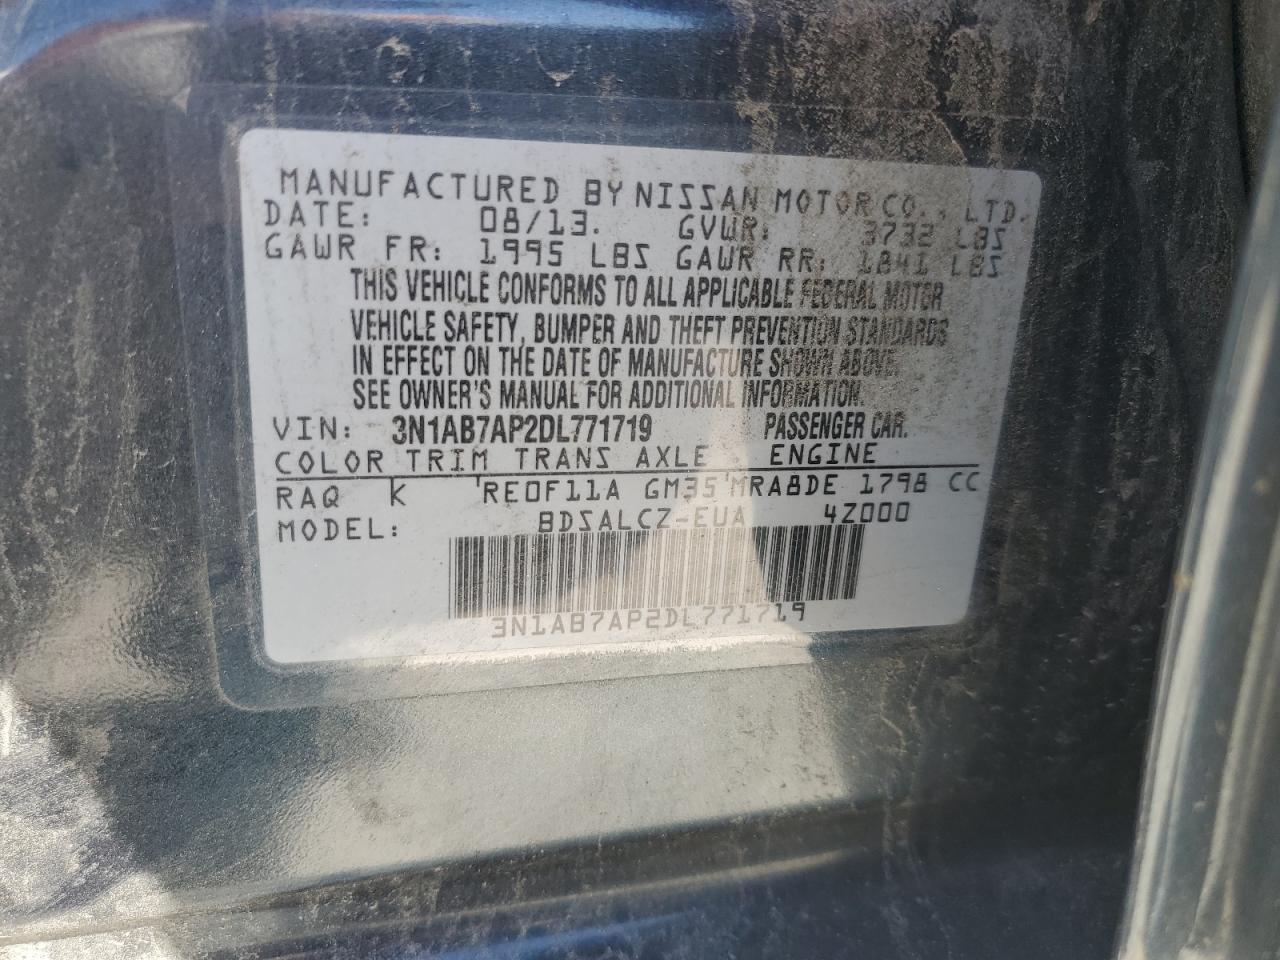 MANUFACTURED BY NISSAN MOTOR CO., LTD.
DATE: 08/13. GVWR: 3732 LBS
GAWR FR: 1995 LBS GAWR RR: 1841 LBS
THIS VEHICLE CONFORMS TO ALL APPLICABLE FEDERAL MOTOR
VEHICLE SAFETY, BUMPER AND THEFT PREVENTION STANDARDS
IN EFFECT ON THE DATE OF MANUFACTURE SHOWN ABOVE.
SEE OWNER'S MANUAL FOR ADDITIONAL INFORMATION.
VIN: 3N1AB7AP2DL771719 PASSENGER CAR.
COLOR TRIM TRANS AXLE ENGINE
RAQ K RE0F11A GM35 MRA8DE 1798 CC
MODEL: BDSALCZ-EUA 4Z000
3N1AB7AP2DL771719